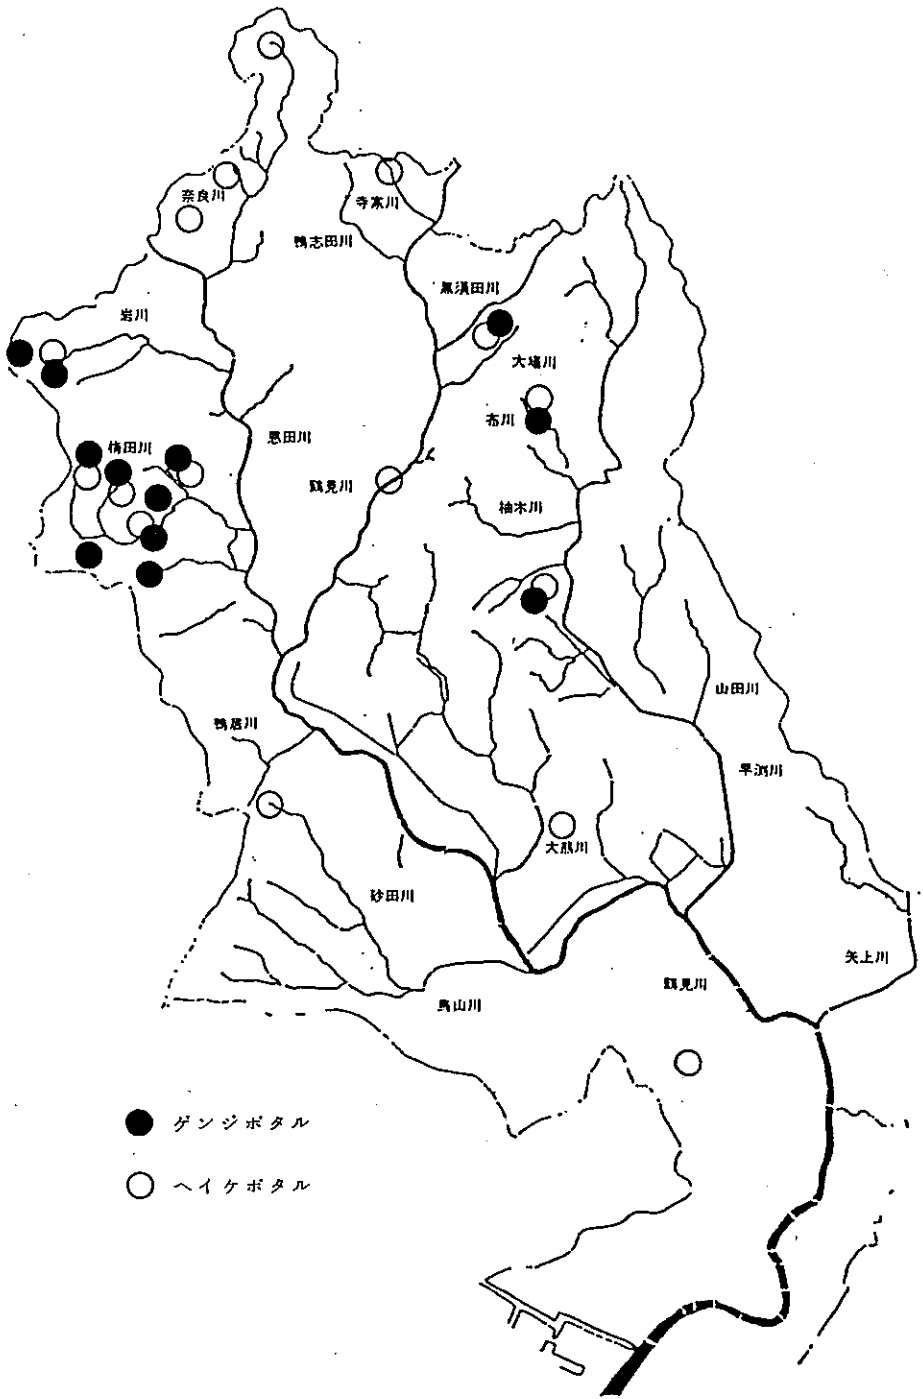 奈良川
寺家川
鴨志田川
黒須田川
岩川
大場川
布川
恩田川
鶴見川
柚木川
山田川
鴨居川
早渕川
大熊川
砂田川
矢上川
鶴見川
鳥山川
ゲンジボタル
ヘイケボタル